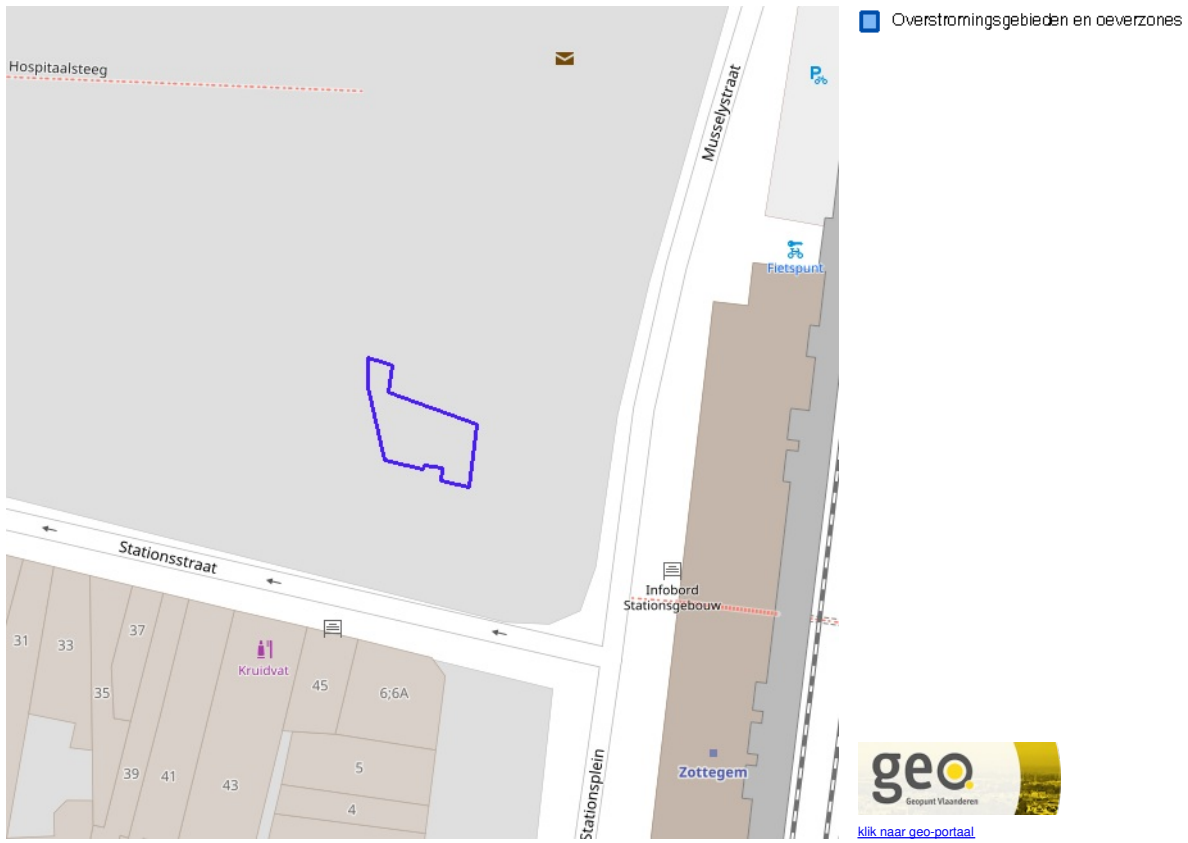 Overstromingsgebieden en oeverzones
Hospitaalsteeg
Musselystraat
P
Fietspunt
Stationsstraat
Infobord
Stationsgebouw
31
33
35
37
39
41
43
45
6;6A
5
4
Kruidvat
Stationsplein
Zottegem
geo
Geopunt Vlaanderen
klik naar geo-portaal